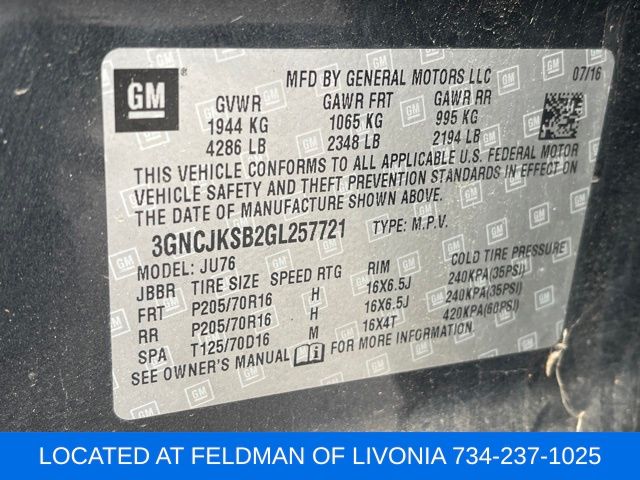 GM ®
MFD BY GENERAL MOTORS LLC 07/16
GVWR GAWR FRT GAWR RR
1944 KG 1065 KG 995 KG
4286 LB 2348 LB 2194 LB
THIS VEHICLE CONFORMS TO ALL APPLICABLE U.S. FEDERAL MOTOR
VEHICLE SAFETY AND THEFT PREVENTION STANDARDS IN EFFECT ON
THE DATE OF MANUFACTURE SHOWN ABOVE.
3GNCJKSB2GL257721 TYPE: M.P.V.
MODEL: JU76
JBBR TIRE SIZE SPEED RTG RIM COLD TIRE PRESSURE
FRT P205/70R16 H 16X6.5J 240KPA(35PSI)
RR P205/70R16 H 16X6.5J 240KPA(35PSI)
SPA T125/70D16 M 16X4T 420KPA(60PSI)
SEE OWNER'S MANUAL FOR MORE INFORMATION.
LOCATED AT FELDMAN OF LIVONIA 734-237-1025